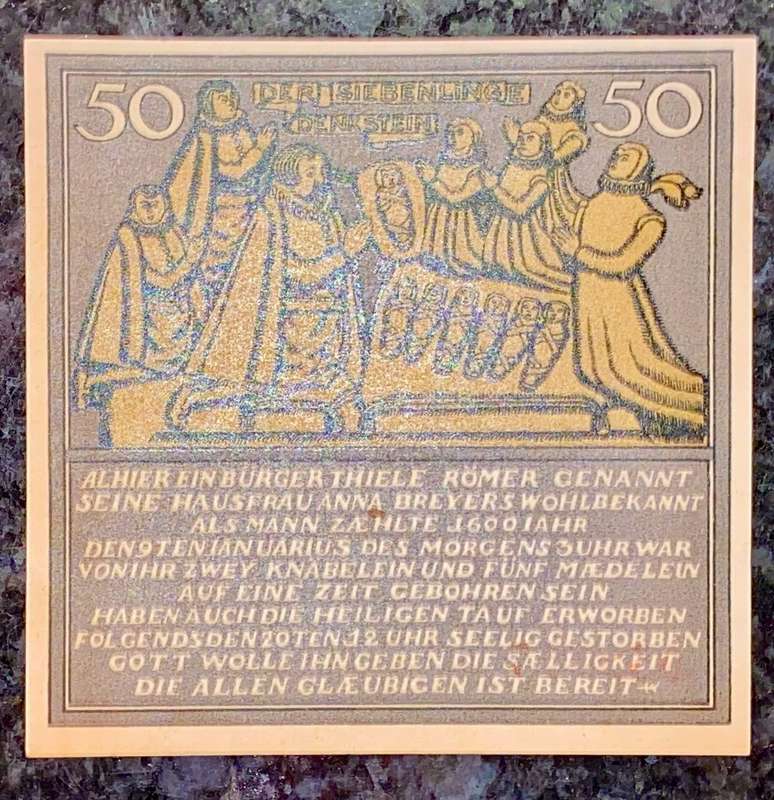 50 DER SIEBENLINGE 50
DENKSTEIN
ALHIER EIN BÜRGER THIELE RÖMER GENANNT
SEINE HAUSFRAU ANNA BREYERS WOHLBEKANNT
ALS MANN ZÆHLTE 1600 IAHR
DEN 9TEN IANUARIUS DES MORGENS 3 UHR WAR
VON IHR ZWEY KNÄBELEIN UND FÜNF MÆDELEIN
AUF EINE ZEIT GEBOHREN SEIN
HABEN AUCH DIE HEILIGEN TAUF ERWORBEN
FOLGENDS DEN 20TEN 12 UHR SEELIG GESTORBEN
GOTT WOLLE IHN GEBEN DIE SÆLLIGKEIT
DIE ALLEN GLÆUBIGEN IST BEREIT